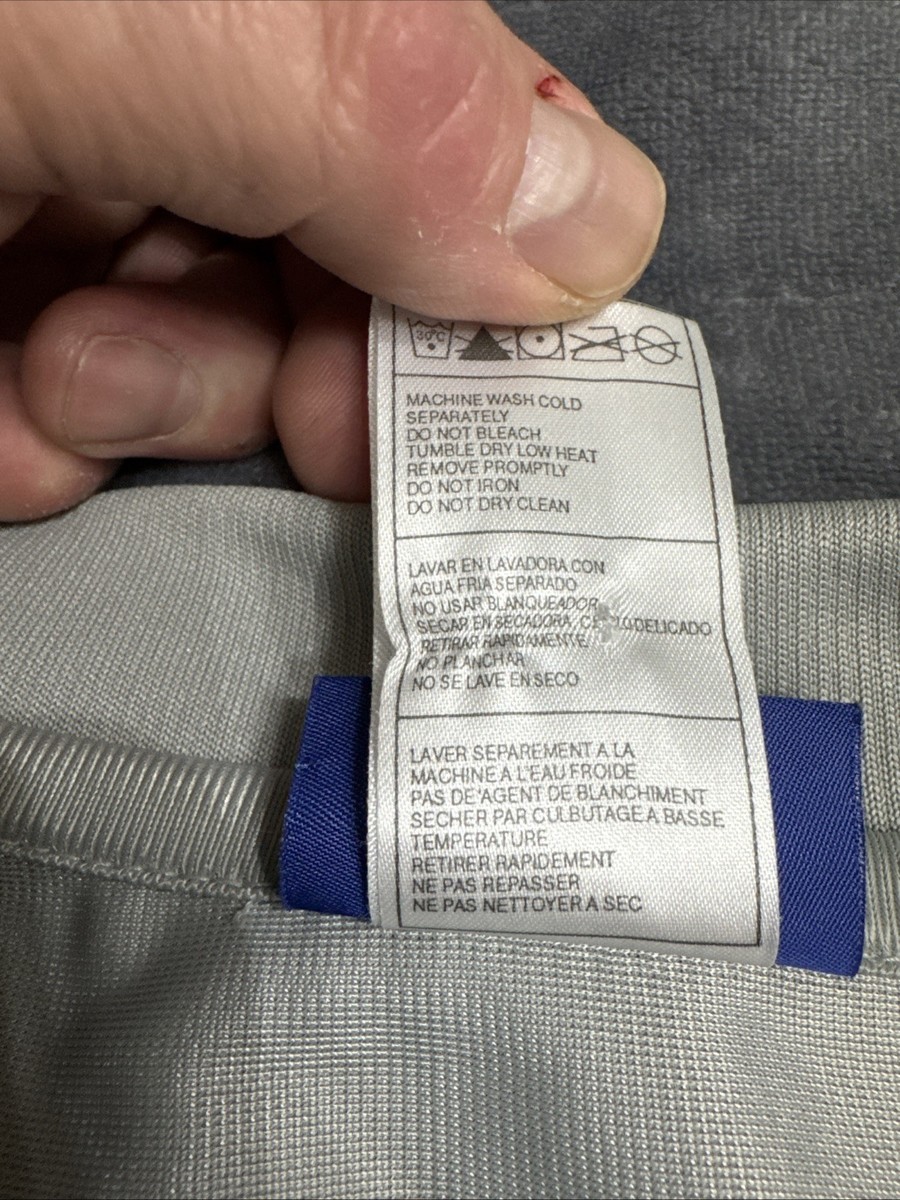 30°C
MACHINE WASH COLD
SEPARATELY
DO NOT BLEACH
TUMBLE DRY LOW HEAT
REMOVE PROMPTLY
DO NOT IRON
DO NOT DRY CLEAN
LAVAR EN LAVADORA CON
AGUA FRIA SEPARADO
NO USAR BLANQUEADOR
SECAR EN SECADORA, DELICADO
RETIRAR RAPIDAMENTE
NO PLANCHAR
NO SE LAVE EN SECO
LAVER SEPAREMENT A LA
MACHINE A L'EAU FROIDE
PAS DE'AGENT DE BLANCHIMENT
SECHER PAR CULBUTAGE A BASSE
TEMPERATURE
RETIRER RAPIDEMENT
NE PAS REPASSER
NE PAS NETTOYER A SEC